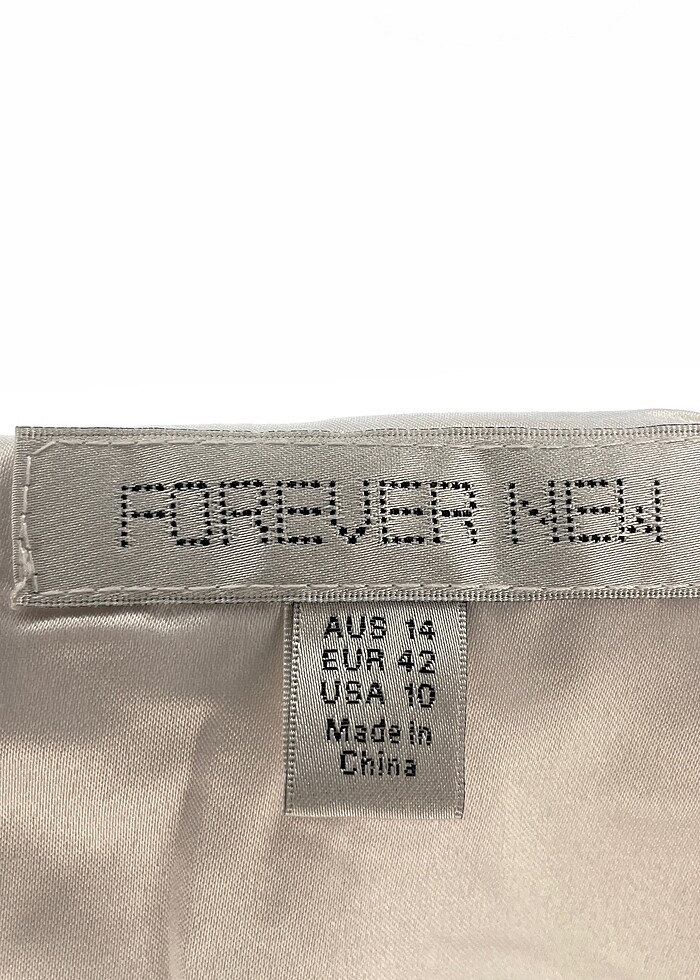 FOREVER NEW
AUS 14
EUR 42
USA 10
Made in
China